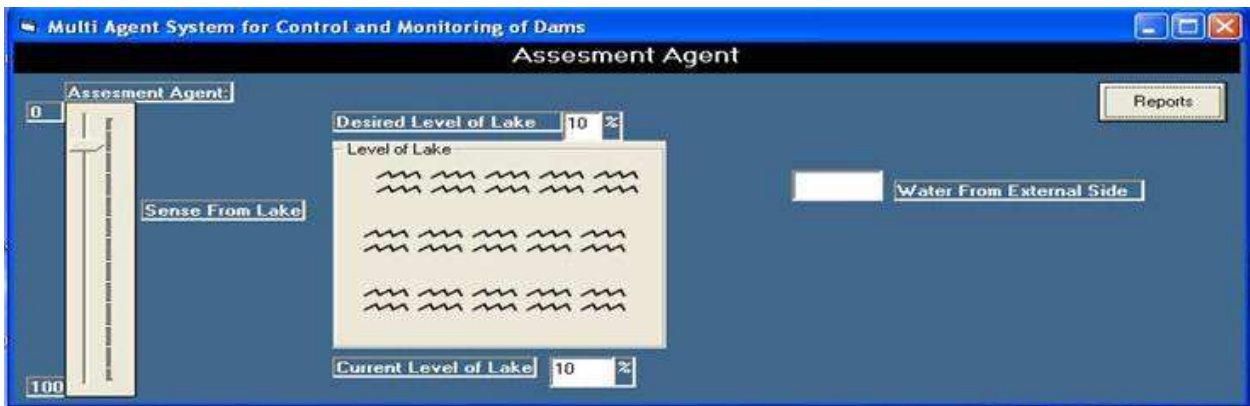 Multi Agent System for Control and Monitoring of Dams
Assesment Agent
Assesment Agent:
Reports
0
Desired Level of Lake 10 %
Level of Lake
Water From External Side
Sense From Lake
Current Level of Lake 10 %
100